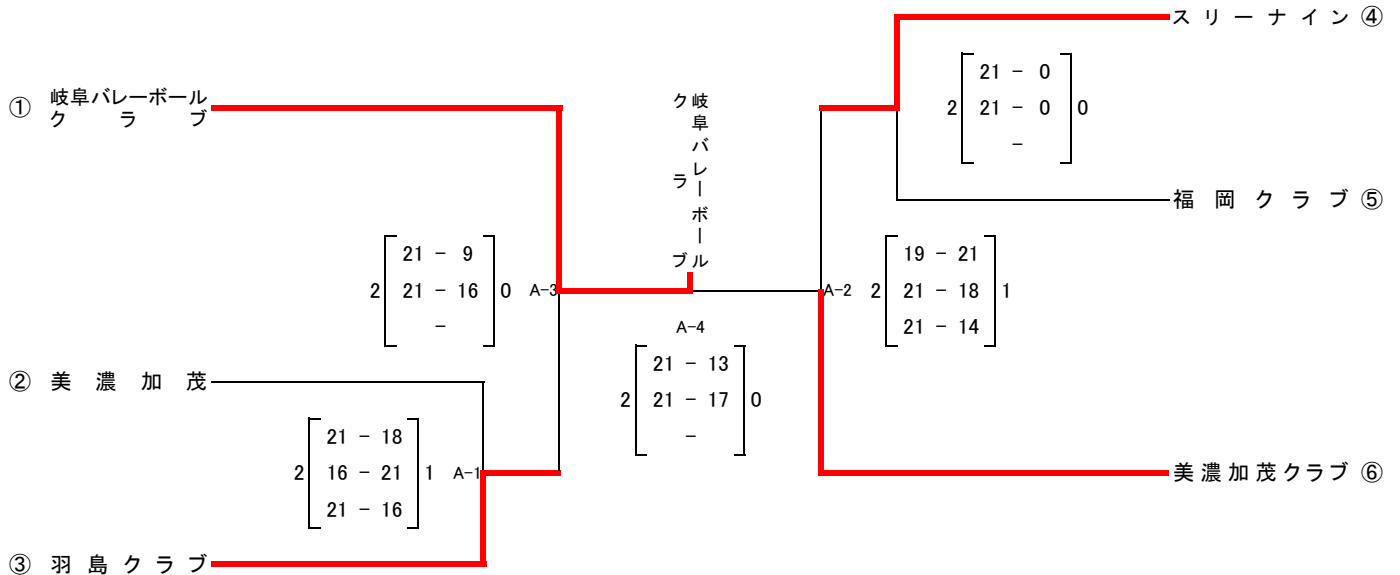 スリーナイン ④
21 - 0
2 21 - 0 0
-
① 岐阜バレーボール
クラブ
岐阜バレーボール
クラブ
福岡クラブ ⑤
21 - 9
2 21 - 16 0 A-3
-
19 - 21
A-2 2 21 - 18 1
21 - 14
A-4
21 - 13
2 21 - 17 0
-
② 美濃加茂
21 - 18
2 16 - 21 1 A-1
21 - 16
美濃加茂クラブ ⑥
③ 羽島クラブ